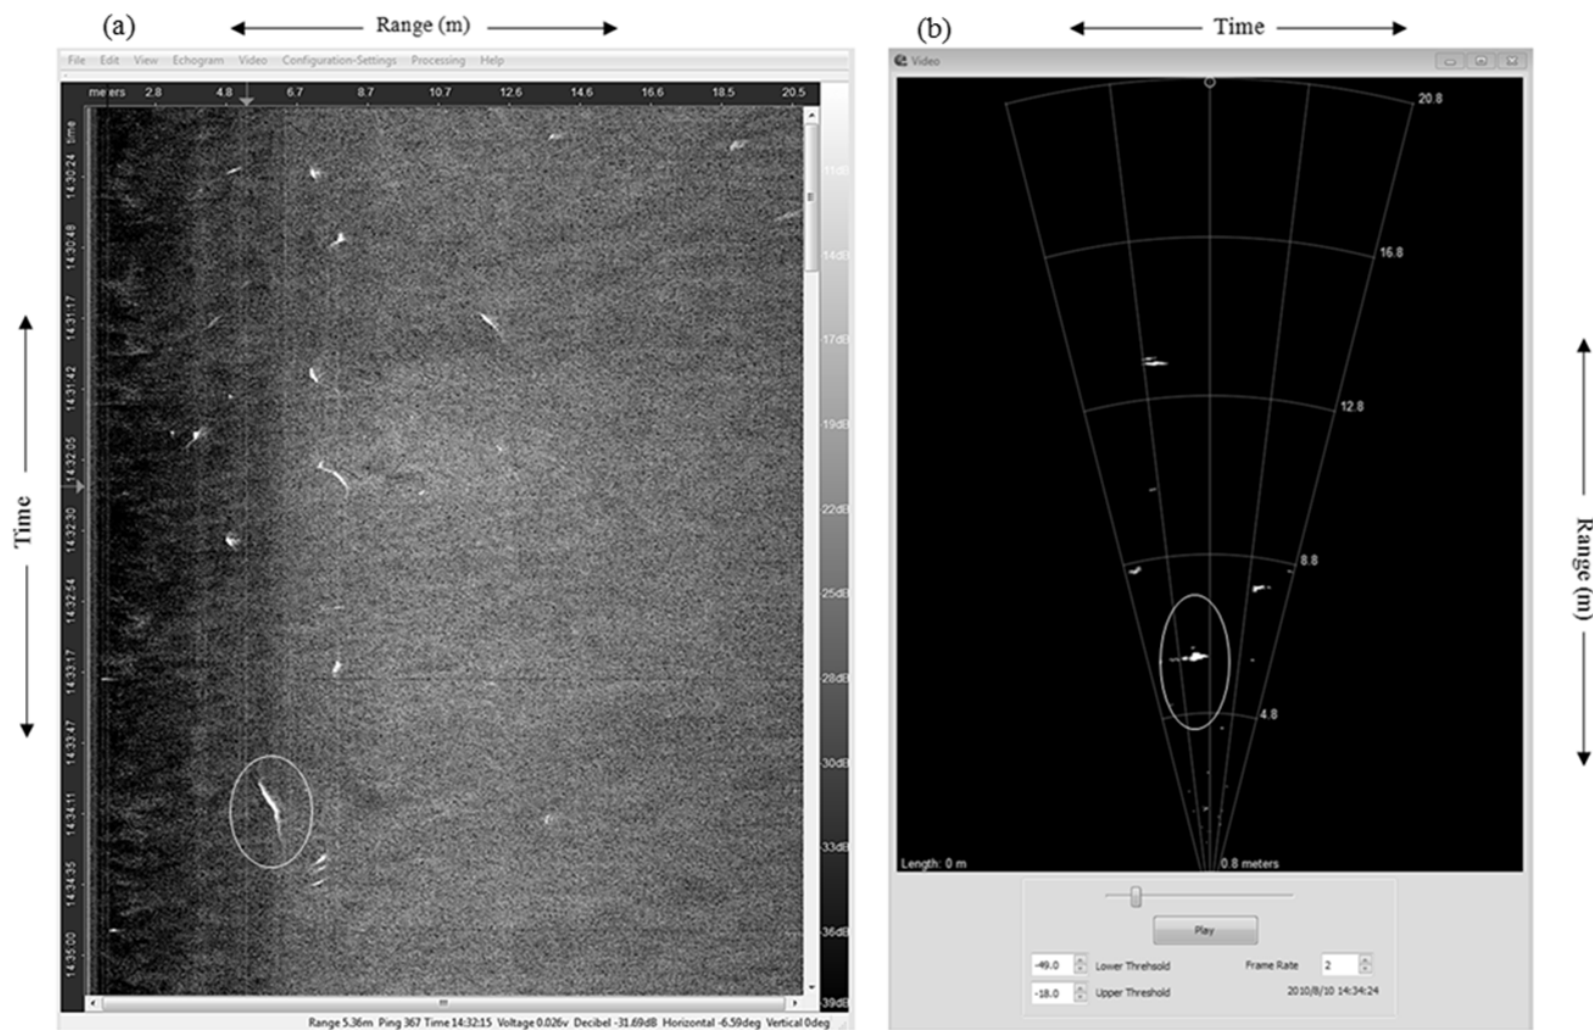 (a)
Range (m)
File Edit View Echogram Video Configuration-Settings Processing Help
meters 2.8 4.8 6.7 8.7 10.7 12.6 14.6 16.6 18.5 20.5
time
14:30:24
14:30:48
14:31:17
14:31:42
14:32:05
14:32:30
14:32:54
14:33:17
14:33:47
14:34:11
14:34:35
14:35:00
Time
-11dB
-14dB
-17dB
-19dB
-22dB
-25dB
-28dB
-30dB
-33dB
-36dB
-39dB
Range 5.36m Ping 367 Time 14:32:15 Voltage 0.026v Decibel -31.69dB Horizontal -6.59deg Vertical 0deg
(b)
Time
Video
20.8
16.8
12.8
8.8
4.8
Length: 0 m
0.8 meters
Range (m)
Play
-49.0 Lower Threhsold Frame Rate 2
-18.0 Upper Threshold 2010/8/10 14:34:24